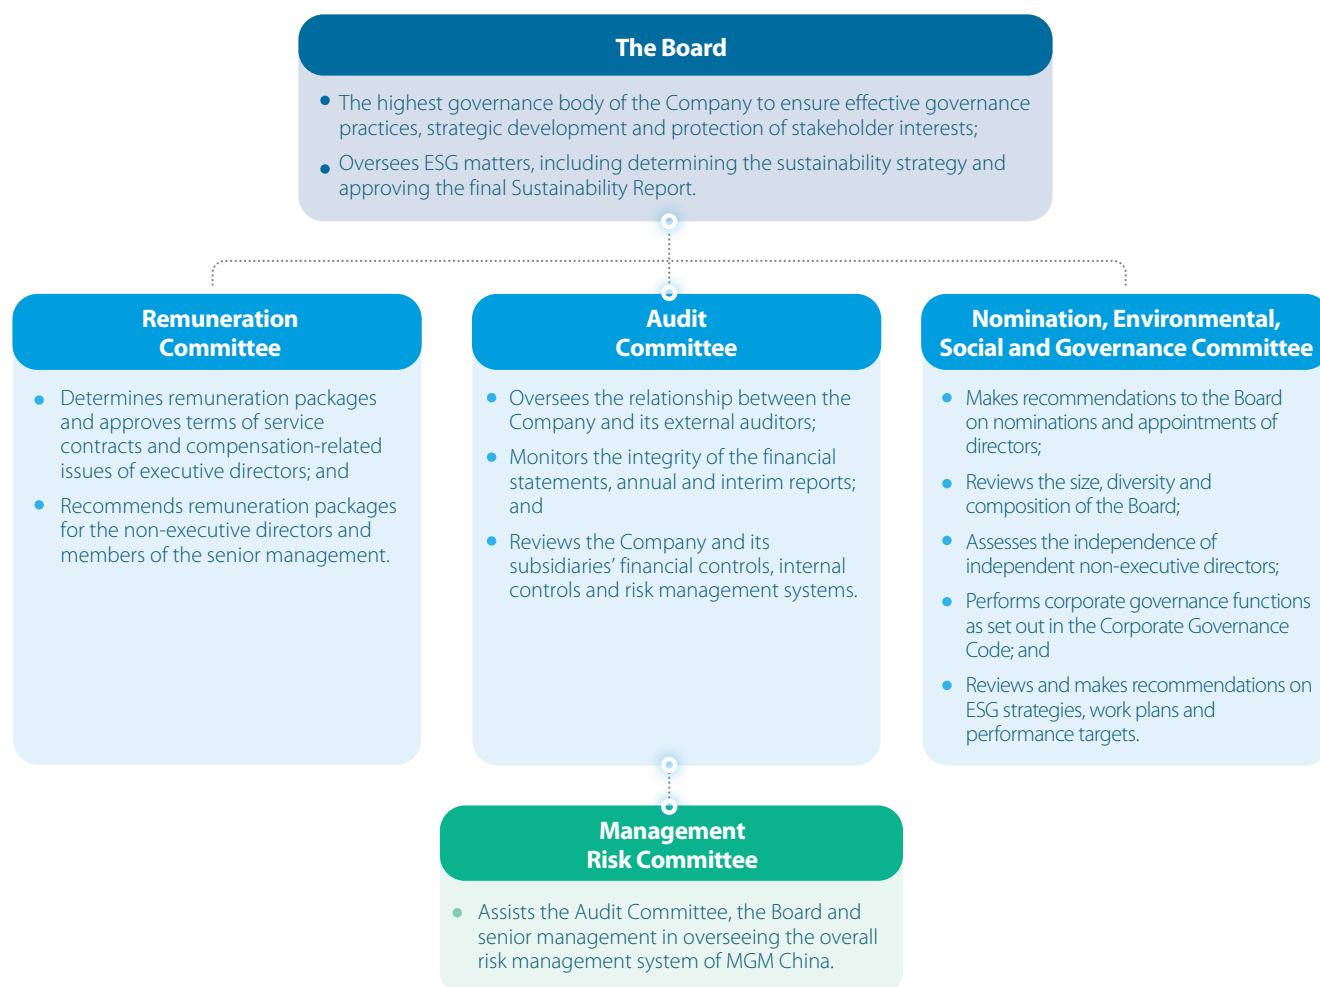 The Board
The highest governance body of the Company to ensure effective governance
practices, strategic development and protection of stakeholder interests;
Oversees ESG matters, including determining the sustainability strategy and
approving the final Sustainability Report.
Remuneration
Committee
Determines remuneration packages
and approves terms of service
contracts and compensation-related
issues of executive directors; and
Recommends remuneration packages
for the non-executive directors and
members of the senior management.
Audit
Committee
Oversees the relationship between the
Company and its external auditors;
Monitors the integrity of the financial
statements, annual and interim reports;
and
Reviews the Company and its
subsidiaries’ financial controls, internal
controls and risk management systems.
Nomination, Environmental,
Social and Governance Committee
Makes recommendations to the Board
on nominations and appointments of
directors;
Reviews the size, diversity and
composition of the Board;
Assesses the independence of
independent non-executive directors;
Performs corporate governance functions
as set out in the Corporate Governance
Code; and
Reviews and makes recommendations on
ESG strategies, work plans and
performance targets.
Management
Risk Committee
Assists the Audit Committee, the Board and
senior management in overseeing the overall
risk management system of MGM China.